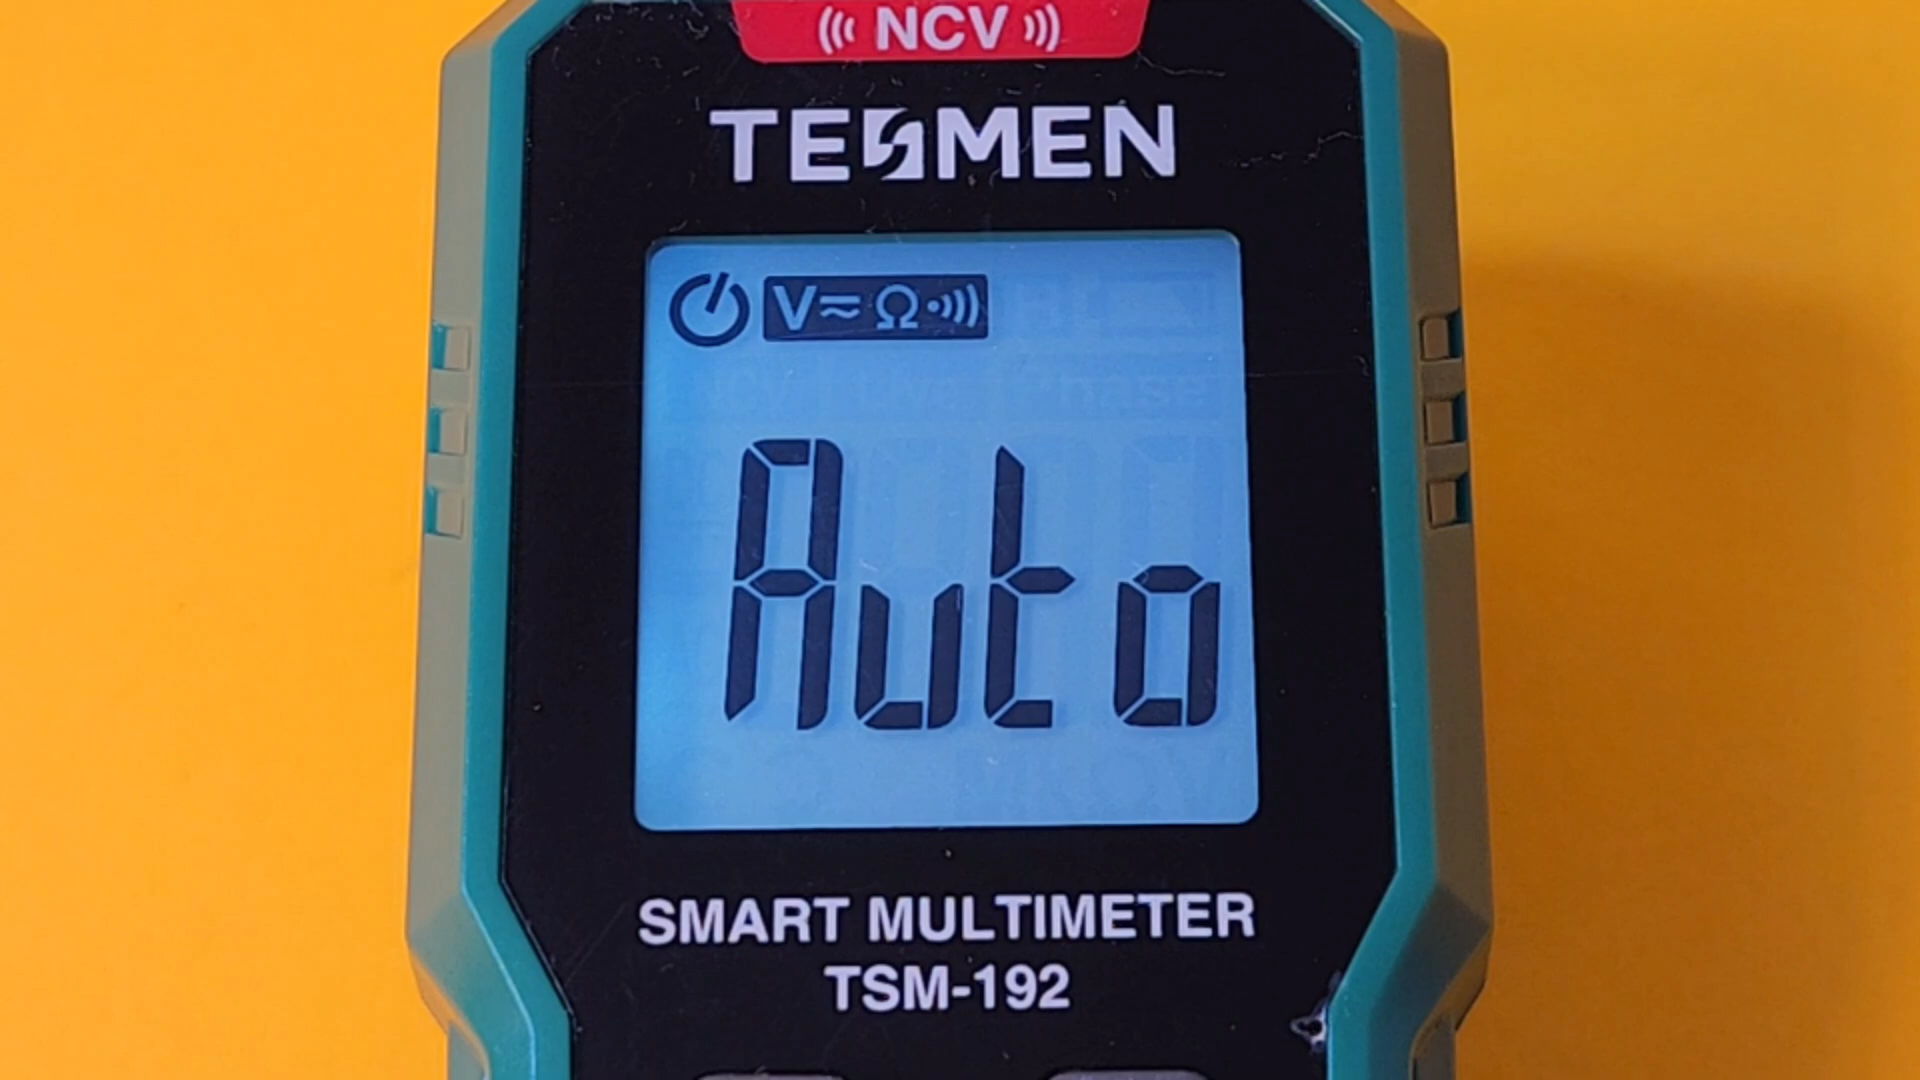 NCV
TESMEN
V⎓~ Ω
Auto
SMART MULTIMETER
TSM-192